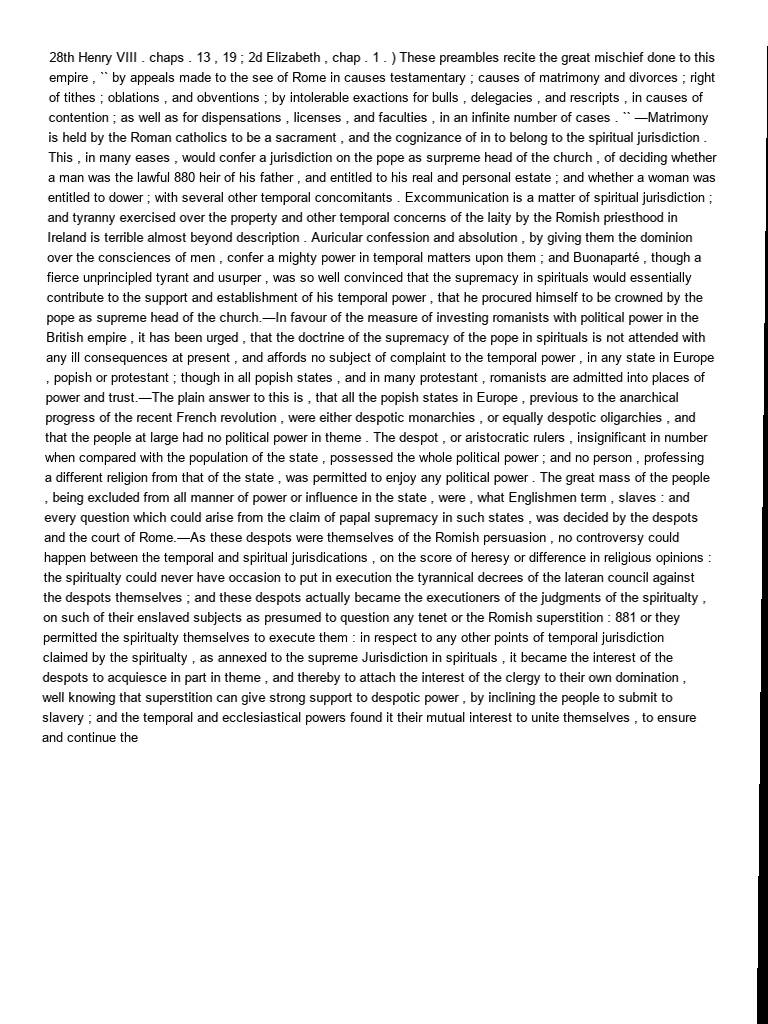 28th Henry VIII . chaps . 13 , 19 ; 2d Elizabeth , chap . 1 . ) These preambles recite the great mischief done to this
empire , `` by appeals made to the see of Rome in causes testamentary ; causes of matrimony and divorces ; right
of tithes ; oblations , and obventions ; by intolerable exactions for bulls , delegacies , and rescripts , in causes of
contention ; as well as for dispensations , licenses , and faculties , in an infinite number of cases . `` —Matrimony
is held by the Roman catholics to be a sacrament , and the cognizance of in to belong to the spiritual jurisdiction .
This , in many eases , would confer a jurisdiction on the pope as surpreme head of the church , of deciding whether
a man was the lawful 880 heir of his father , and entitled to his real and personal estate ; and whether a woman was
entitled to dower ; with several other temporal concomitants . Excommunication is a matter of spiritual jurisdiction ;
and tyranny exercised over the property and other temporal concerns of the laity by the Romish priesthood in
Ireland is terrible almost beyond description . Auricular confession and absolution , by giving them the dominion
over the consciences of men , confer a mighty power in temporal matters upon them ; and Buonaparté , though a
fierce unprincipled tyrant and usurper , was so well convinced that the supremacy in spirituals would essentially
contribute to the support and establishment of his temporal power , that he procured himself to be crowned by the
pope as supreme head of the church.—In favour of the measure of investing romanists with political power in the
British empire , it has been urged , that the doctrine of the supremacy of the pope in spirituals is not attended with
any ill consequences at present , and affords no subject of complaint to the temporal power , in any state in Europe
, popish or protestant ; though in all popish states , and in many protestant , romanists are admitted into places of
power and trust.—The plain answer to this is , that all the popish states in Europe , previous to the anarchical
progress of the recent French revolution , were either despotic monarchies , or equally despotic oligarchies , and
that the people at large had no political power in theme . The despot , or aristocratic rulers , insignificant in number
when compared with the population of the state , possessed the whole political power ; and no person , professing
a different religion from that of the state , was permitted to enjoy any political power . The great mass of the people
, being excluded from all manner of power or influence in the state , were , what Englishmen term , slaves : and
every question which could arise from the claim of papal supremacy in such states , was decided by the despots
and the court of Rome.—As these despots were themselves of the Romish persuasion , no controversy could
happen between the temporal and spiritual jurisdications , on the score of heresy or difference in religious opinions :
the spiritualty could never have occasion to put in execution the tyrannical decrees of the lateran council against
the despots themselves ; and these despots actually became the executioners of the judgments of the spiritualty ,
on such of their enslaved subjects as presumed to question any tenet or the Romish superstition : 881 or they
permitted the spiritualty themselves to execute them : in respect to any other points of temporal jurisdiction
claimed by the spiritualty , as annexed to the supreme Jurisdiction in spirituals , it became the interest of the
despots to acquiesce in part in theme , and thereby to attach the interest of the clergy to their own domination ,
well knowing that superstition can give strong support to despotic power , by inclining the people to submit to
slavery ; and the temporal and ecclesiastical powers found it their mutual interest to unite themselves , to ensure
and continue the